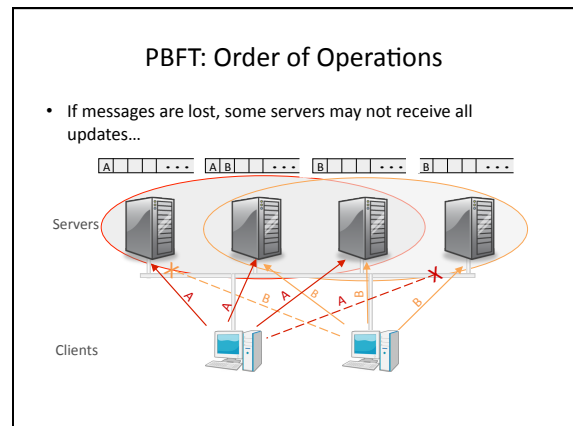 PBFT: Order of Operations
• If messages are lost, some servers may not receive all
updates…
A • • • A B • • • B • • • B • • •
Servers
X X
A A B A B B A B
Clients